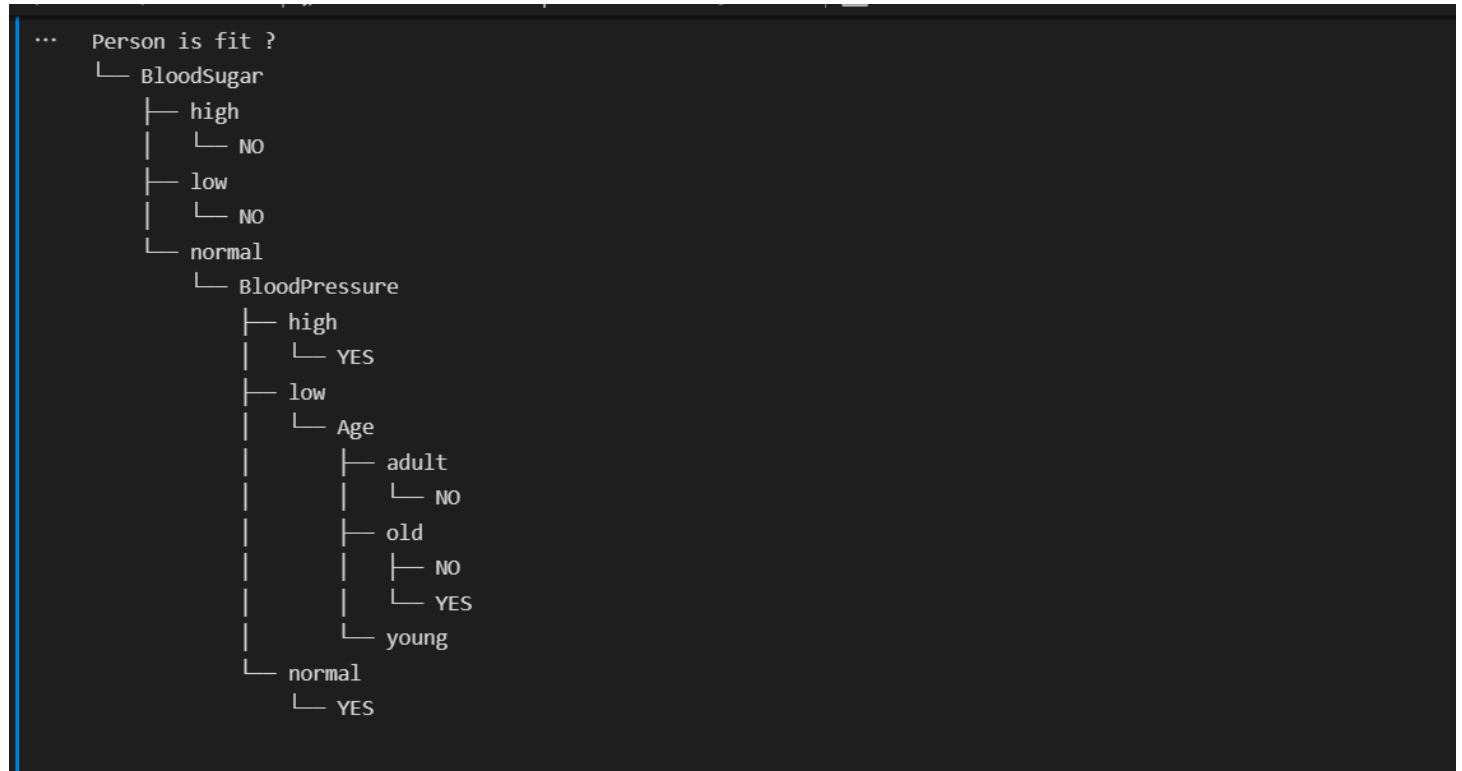 ... Person is fit ?
└── BloodSugar
    ├── high
    │   └── NO
    ├── low
    │   └── NO
    └── normal
        └── BloodPressure
            ├── high
            │   └── YES
            ├── low
            │   └── Age
            │       ├── adult
            │       │   └── NO
            │       ├── old
            │       │   ├── NO
            │       │   └── YES
            │       └── young
            └── normal
                └── YES